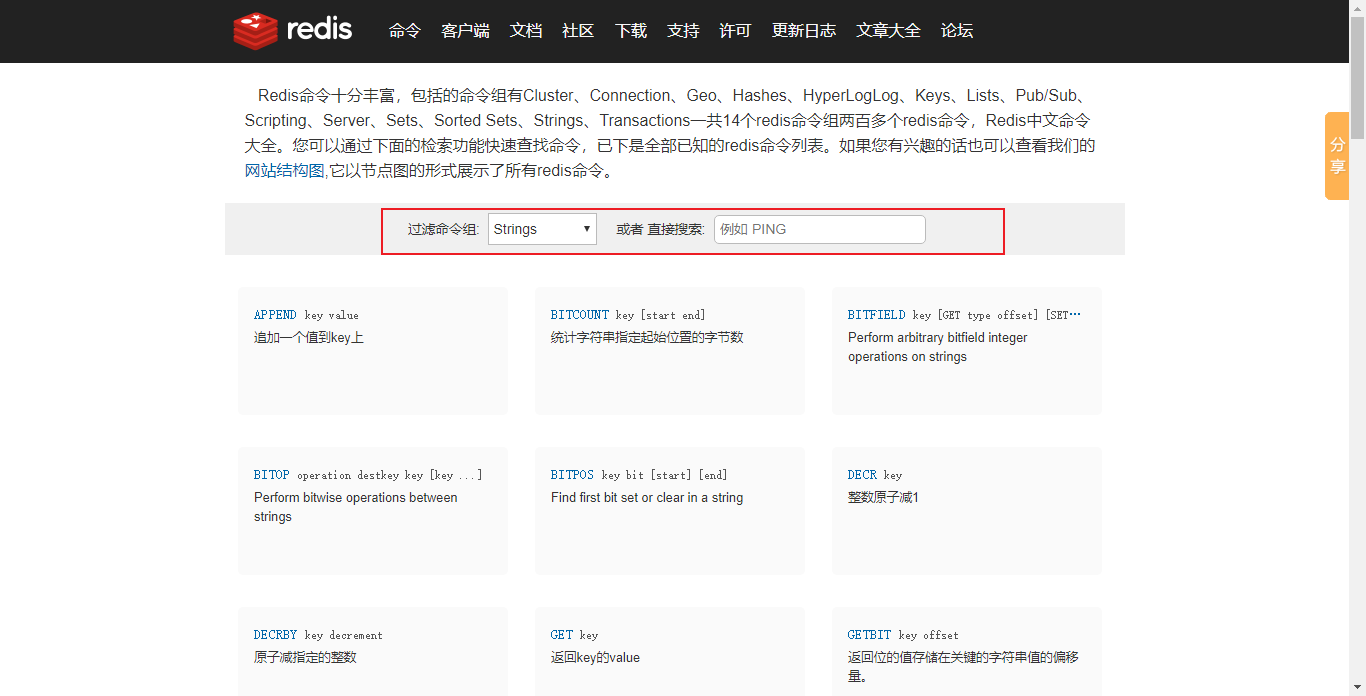 redis 命令 客户端 文档 社区 下载 支持 许可 更新日志 文章大全 论坛
Redis命令十分丰富，包括的命令组有Cluster、Connection、Geo、Hashes、HyperLogLog、Keys、Lists、Pub/Sub、
Scripting、Server、Sets、Sorted Sets、Strings、Transactions一共14个redis命令组两百多个redis命令，Redis中文命令
大全。您可以通过下面的检索功能快速查找命令，已下是全部已知的redis命令列表。如果您有兴趣的话也可以查看我们的
网站结构图,它以节点图的形式展示了所有redis命令。
分
享
过滤命令组: Strings 或者 直接搜索: 例如 PING
APPEND key value
追加一个值到key上
BITCOUNT key [start end]
统计字符串指定起始位置的字节数
BITFIELD key [GET type offset] [SET…
Perform arbitrary bitfield integer
operations on strings
BITOP operation destkey key [key ...]
Perform bitwise operations between
strings
BITPOS key bit [start] [end]
Find first bit set or clear in a string
DECR key
整数原子减1
DECRBY key decrement
原子减指定的整数
GET key
返回key的value
GETBIT key offset
返回位的值存储在关键的字符串值的偏移
量。